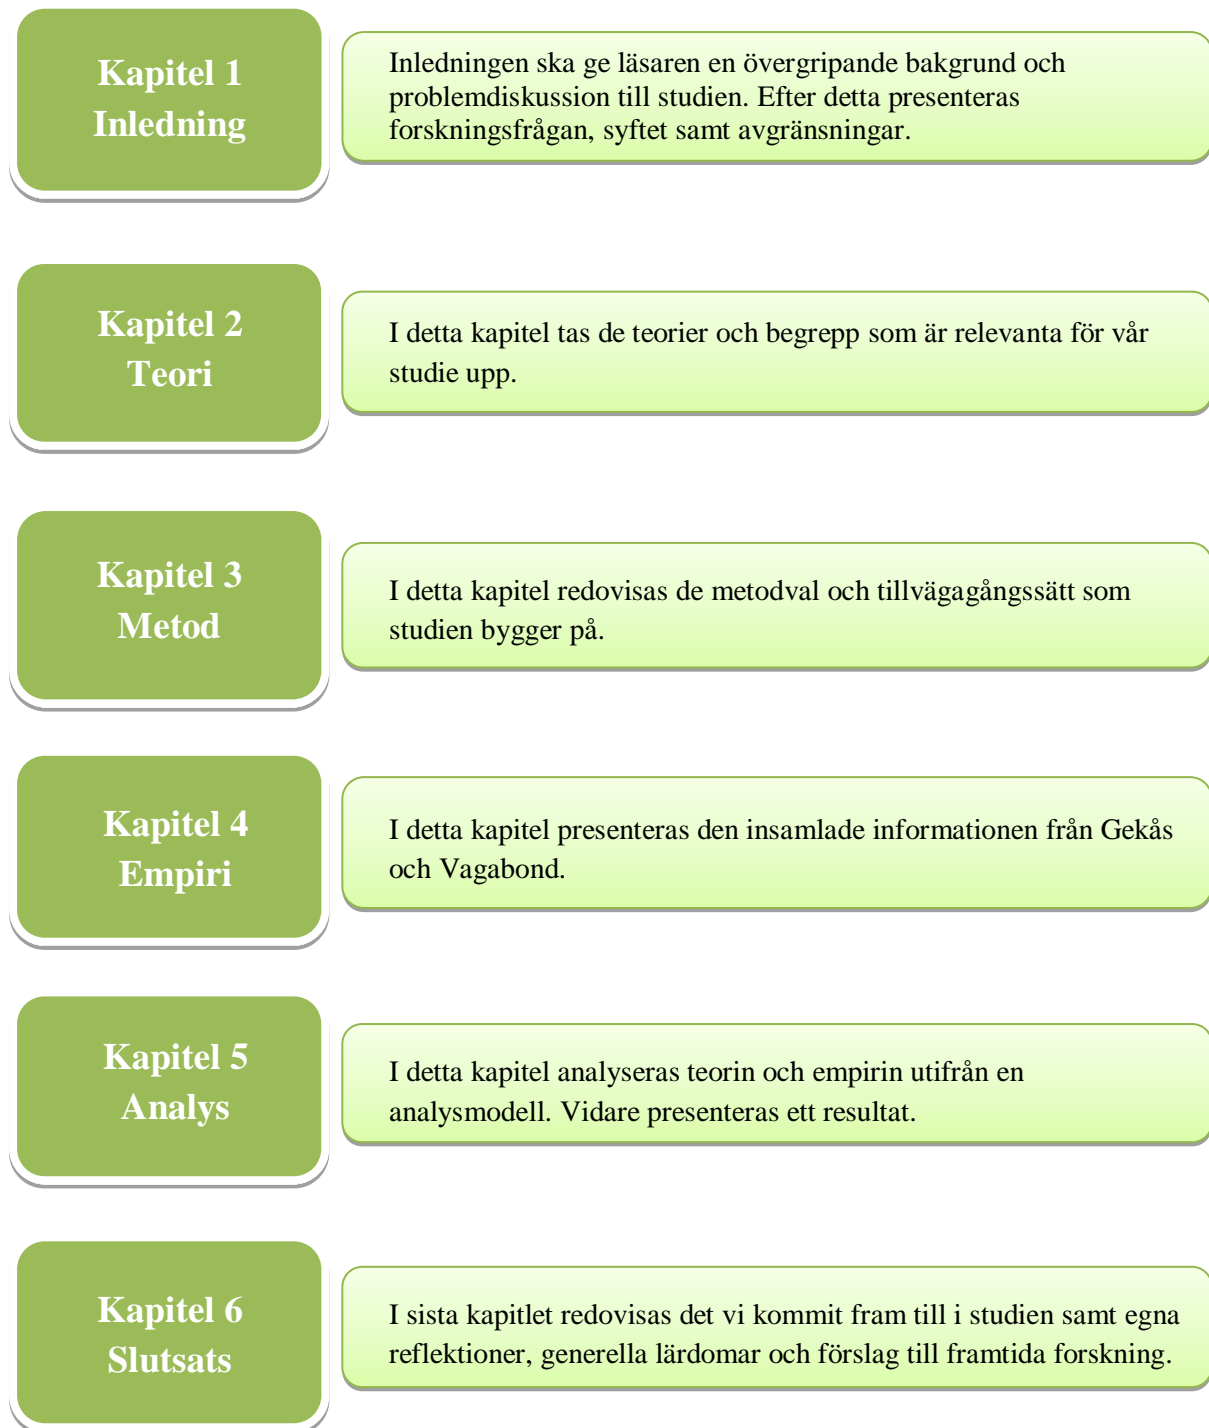 Kapitel 1
Inledning
Inledningen ska ge läsaren en övergripande bakgrund och
problemdiskussion till studien. Efter detta presenteras
forskningsfrågan, syftet samt avgränsningar.
Kapitel 2
Teori
I detta kapitel tas de teorier och begrepp som är relevanta för vår
studie upp.
Kapitel 3
Metod
I detta kapitel redovisas de metodval och tillvägagångssätt som
studien bygger på.
Kapitel 4
Empiri
I detta kapitel presenteras den insamlade informationen från Gekås
och Vagabond.
Kapitel 5
Analys
I detta kapitel analyseras teorin och empirin utifrån en
analysmodell. Vidare presenteras ett resultat.
Kapitel 6
Slutsats
I sista kapitlet redovisas det vi kommit fram till i studien samt egna
reflektioner, generella lärdomar och förslag till framtida forskning.